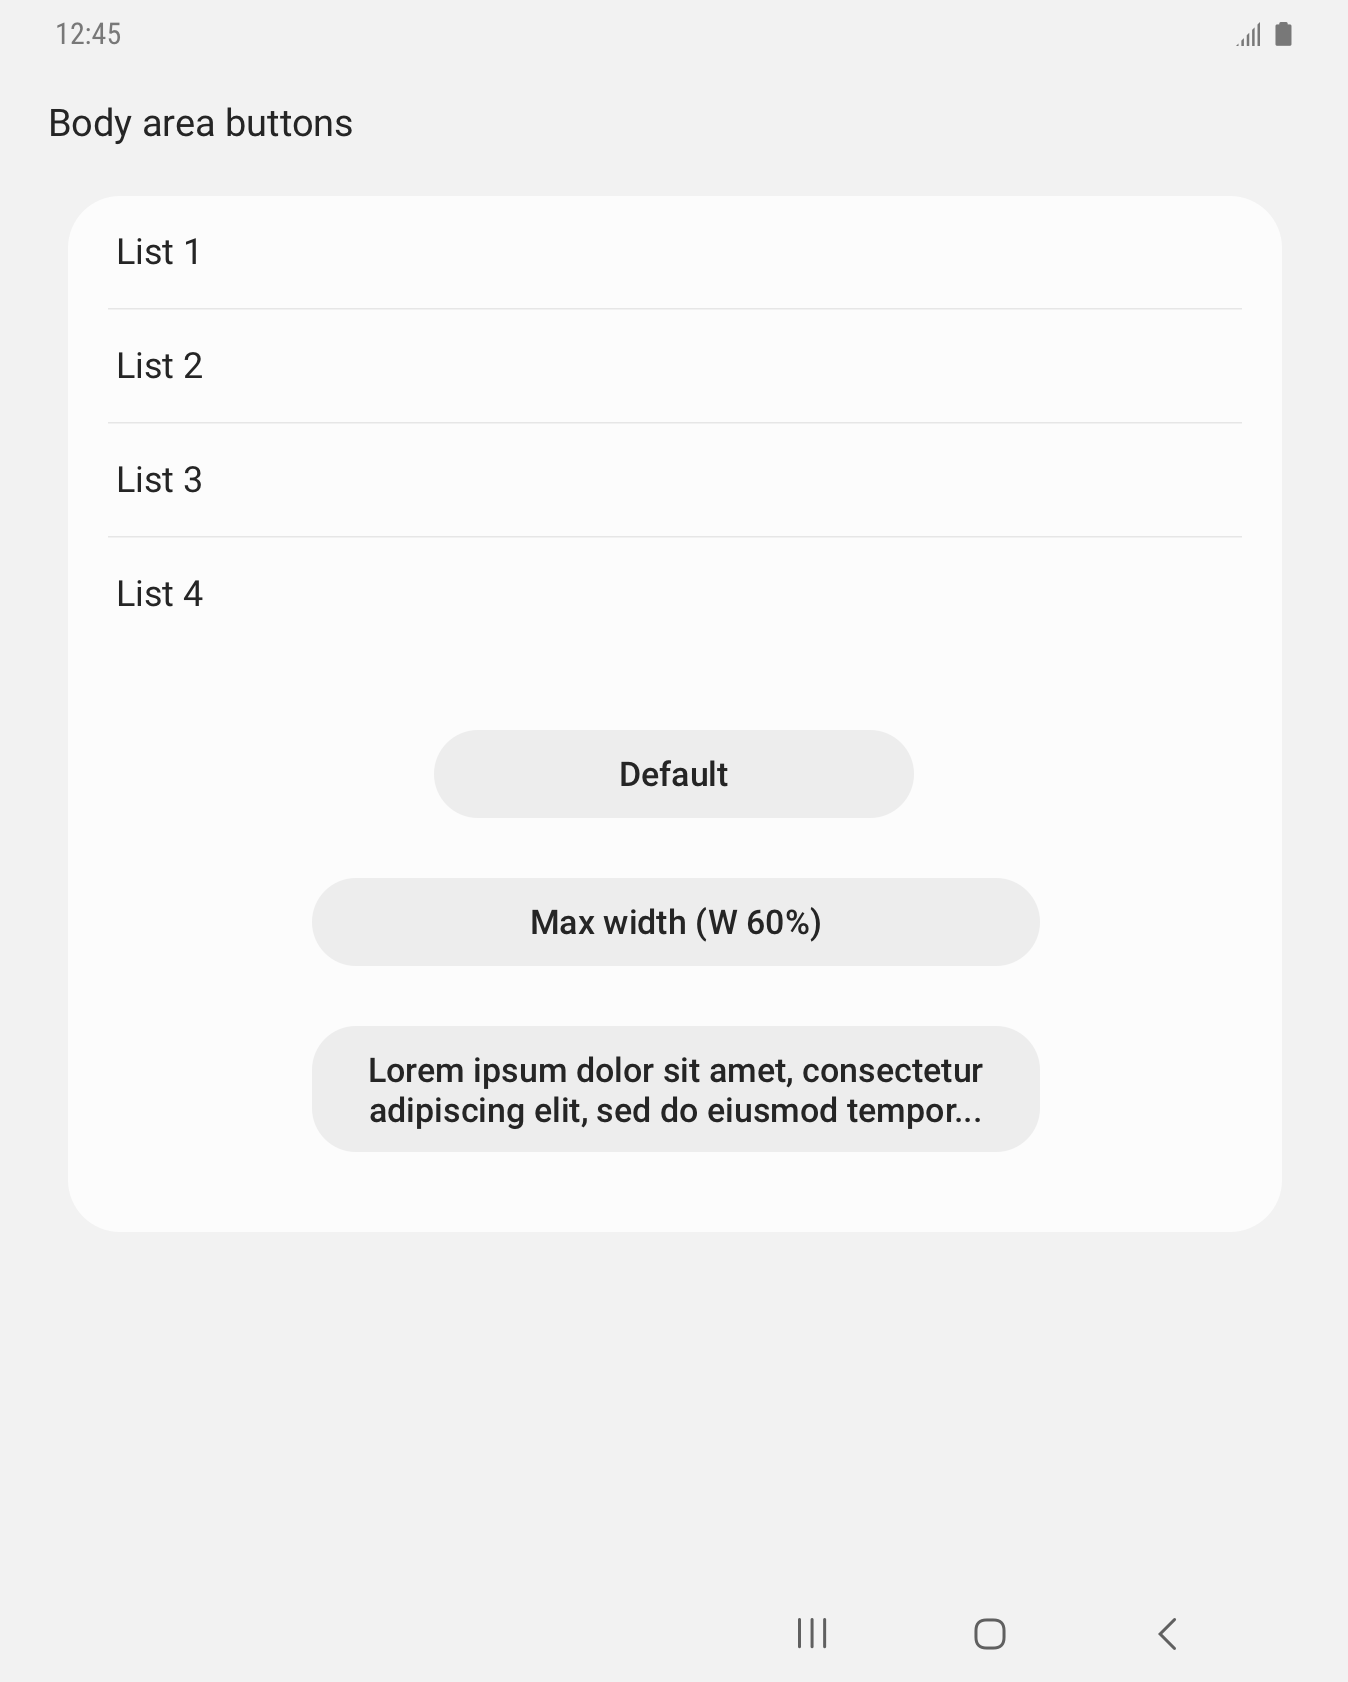 12:45
Body area buttons
List 1
List 2
List 3
List 4
Default
Max width (W 60%)
Lorem ipsum dolor sit amet, consectetur
adipiscing elit, sed do eiusmod tempor...